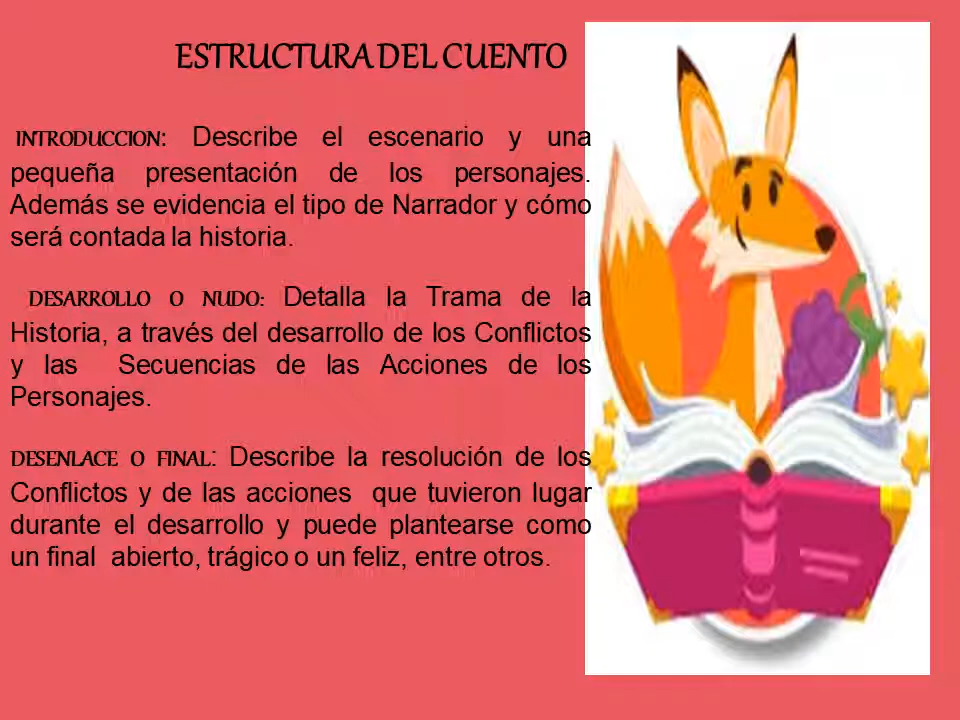 ESTRUCTURA DEL CUENTO
INTRODUCCION: Describe el escenario y una
pequeña presentación de los personajes.
Además se evidencia el tipo de Narrador y cómo
será contada la historia.
DESARROLLO O NUDO: Detalla la Trama de la
Historia, a través del desarrollo de los Conflictos
y las Secuencias de las Acciones de los
Personajes.
DESENLACE O FINAL: Describe la resolución de los
Conflictos y de las acciones que tuvieron lugar
durante el desarrollo y puede plantearse como
un final abierto, trágico o un feliz, entre otros.